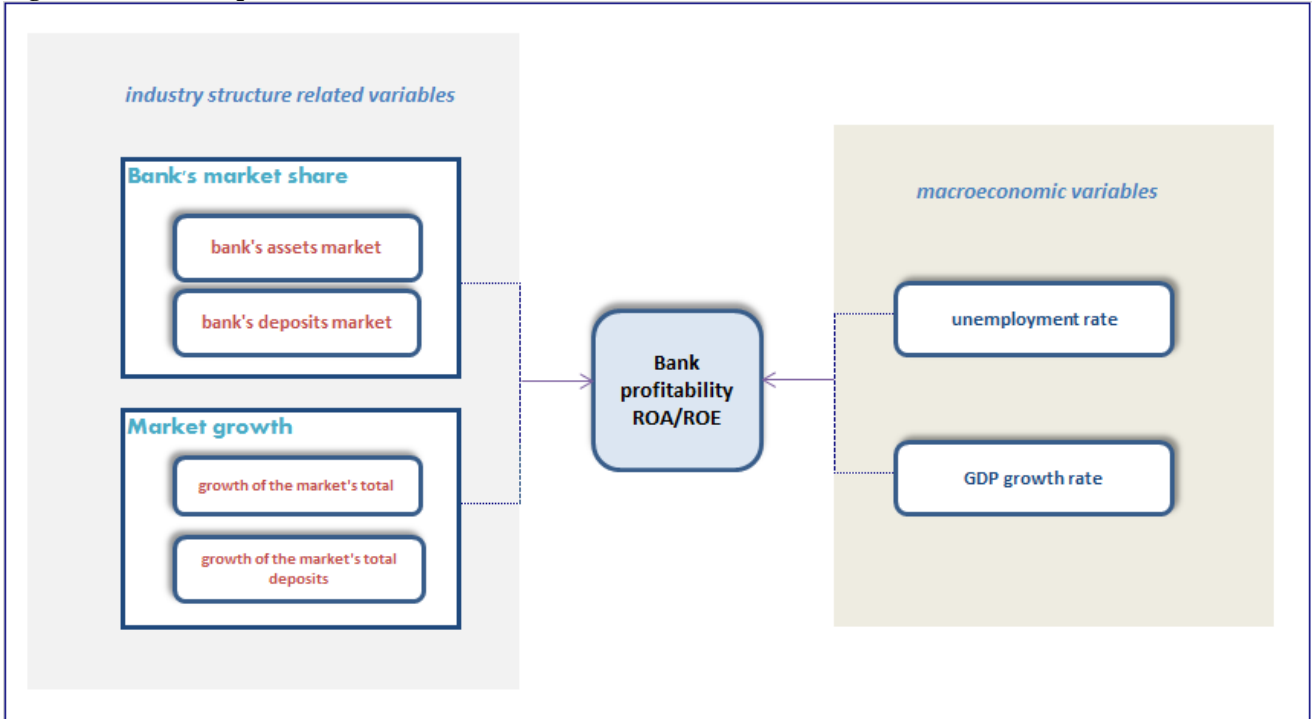 industry structure related variables
Bank's market share
bank's assets market
bank's deposits market
Market growth
growth of the market's total
growth of the market's total
deposits
Bank
profitability
ROA/ROE
macroeconomic variables
unemployment rate
GDP growth rate